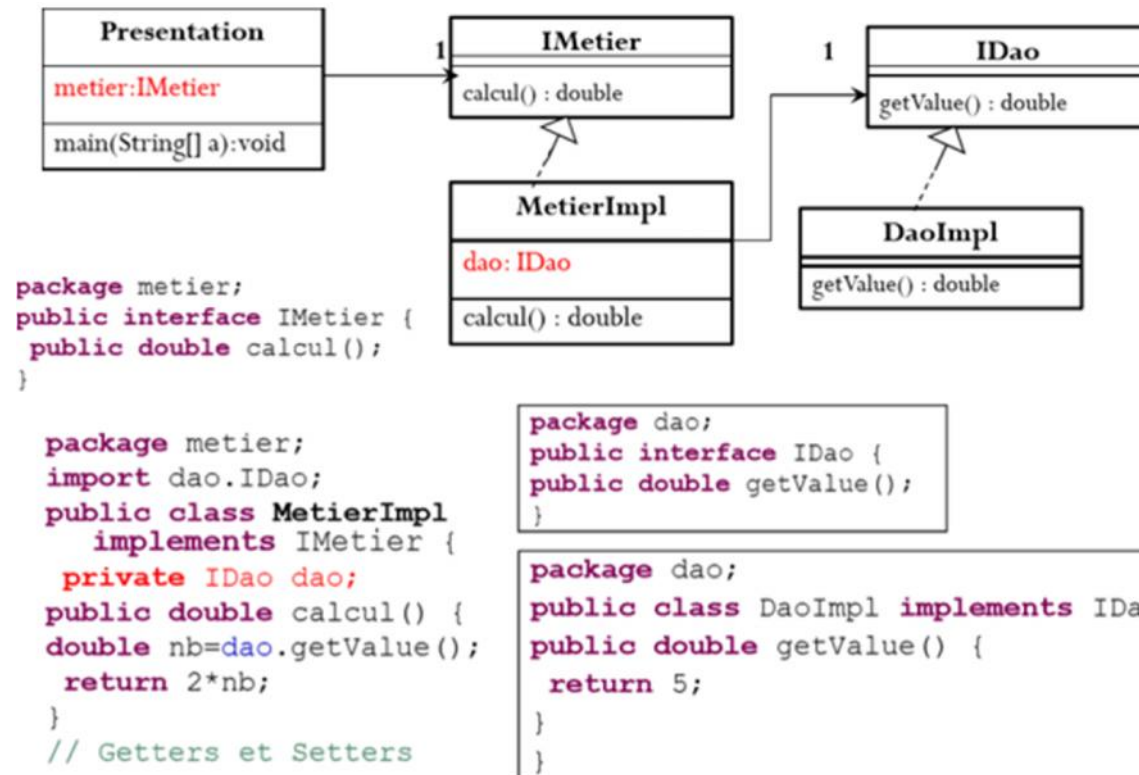 Presentation
metier:IMetier
main(String[] a):void
1
IMetier
calcul() : double
1
IDao
getValue() : double
MetierImpl
dao: IDao
calcul() : double
DaoImpl
getValue() : double
package metier;
public interface IMetier {
public double calcul();
}
package metier;
import dao.IDao;
public class MetierImpl
implements IMetier {
private IDao dao;
public double calcul() {
double nb=dao.getValue();
return 2*nb;
}
// Getters et Setters
package dao;
public interface IDao {
public double getValue();
}
package dao;
public class DaoImpl implements IDa
public double getValue() {
return 5;
}
}